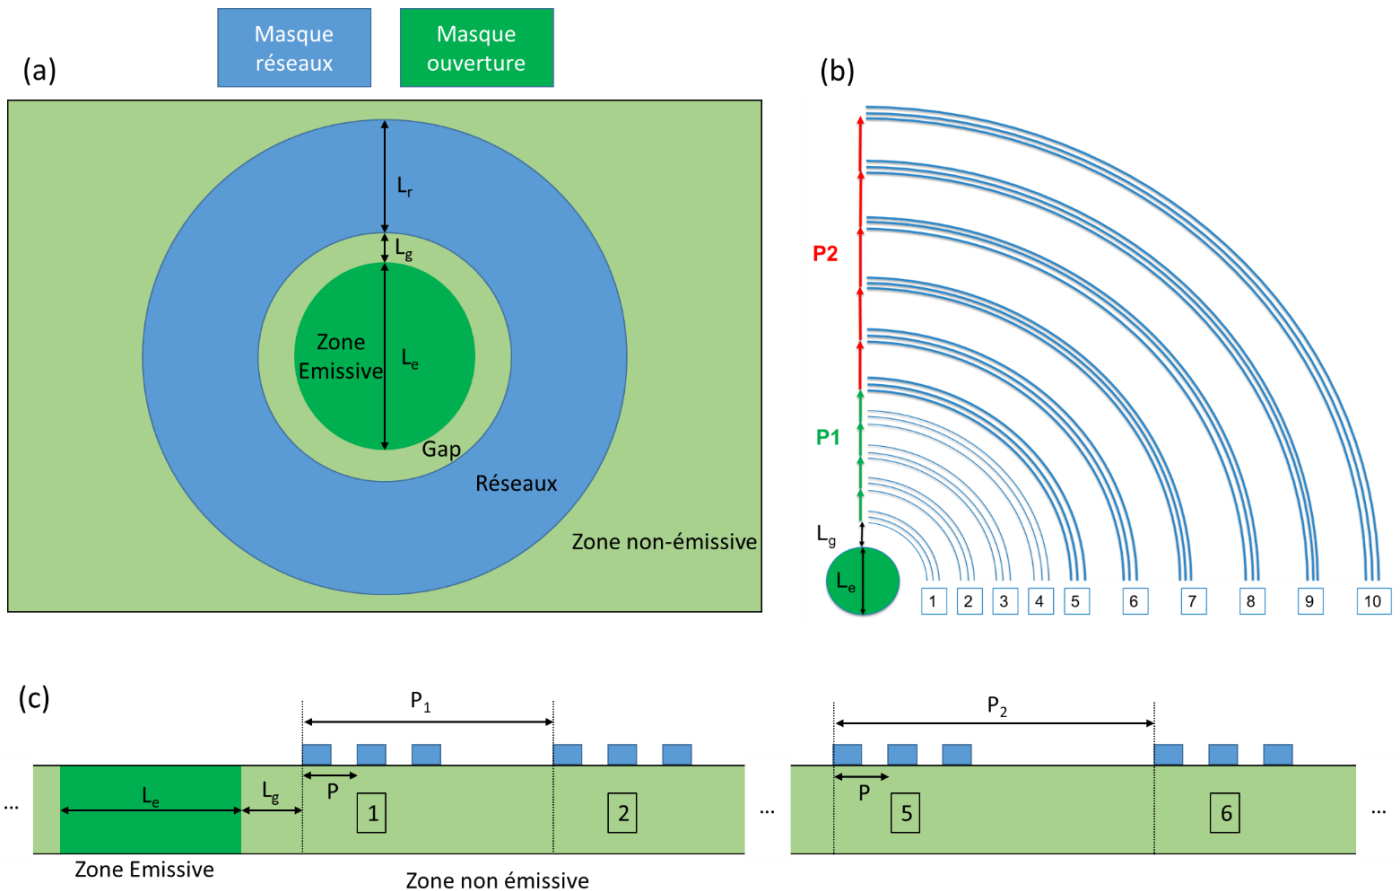 Masque
réseaux
Masque
ouverture
(a)
(b)
Lr
Lg
Zone
Emissive
Le
Gap
Réseaux
Zone non-émissive
P2
P1
Lg
Le
1
2
3
4
5
6
7
8
9
10
(c)
P1
P2
Le
Lg
P
1
2
P
5
6
...
...
...
Zone Emissive
Zone non émissive